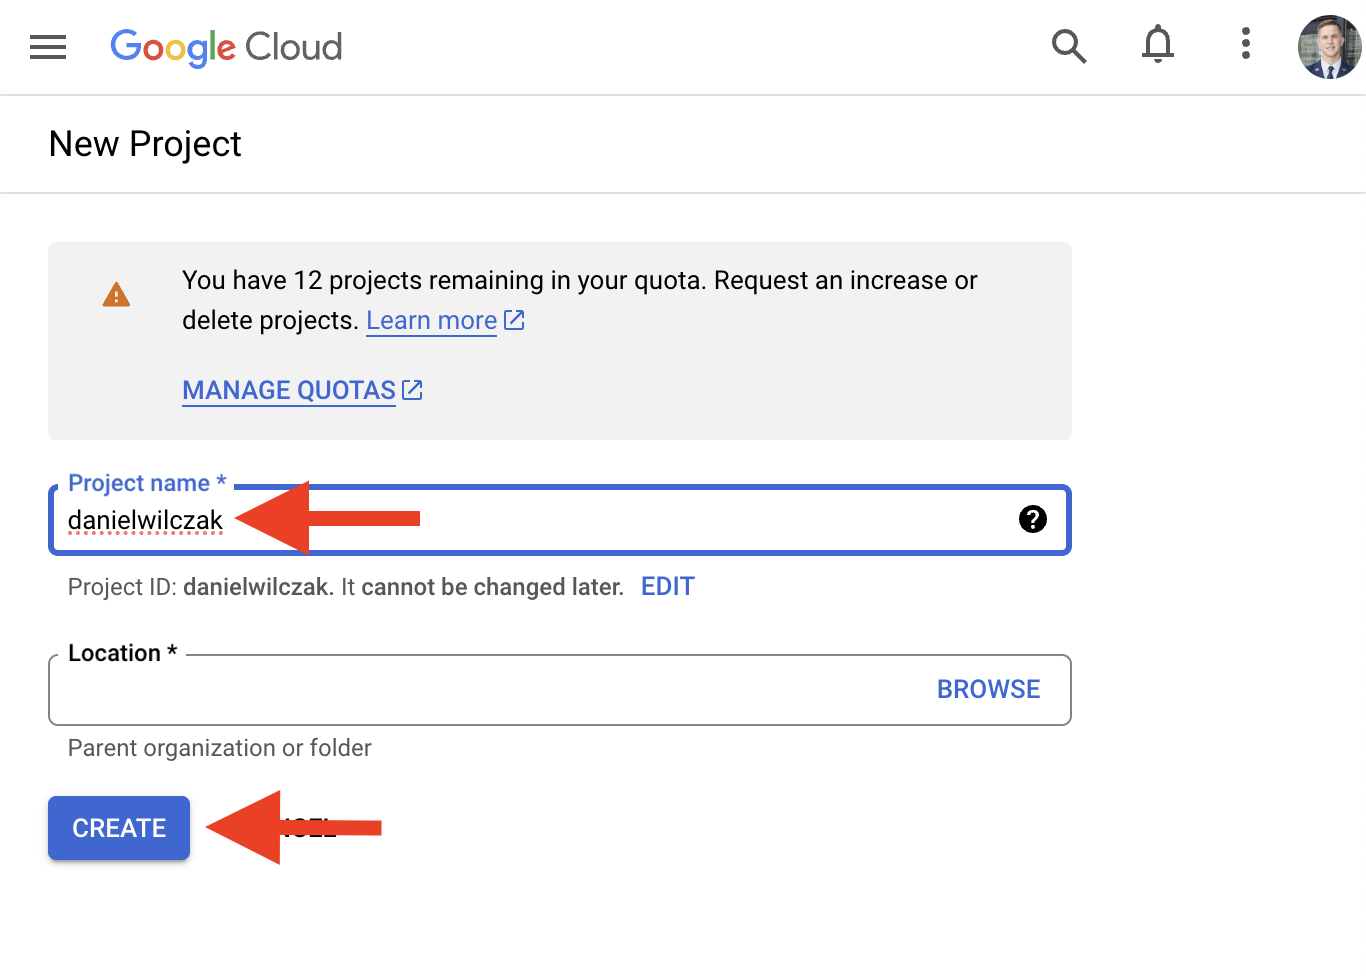 Google Cloud
New Project
You have 12 projects remaining in your quota. Request an increase or
delete projects. Learn more
MANAGE QUOTAS
Project name *
danielwilczak
Project ID: danielwilczak. It cannot be changed later. EDIT
Location *
BROWSE
Parent organization or folder
CREATE